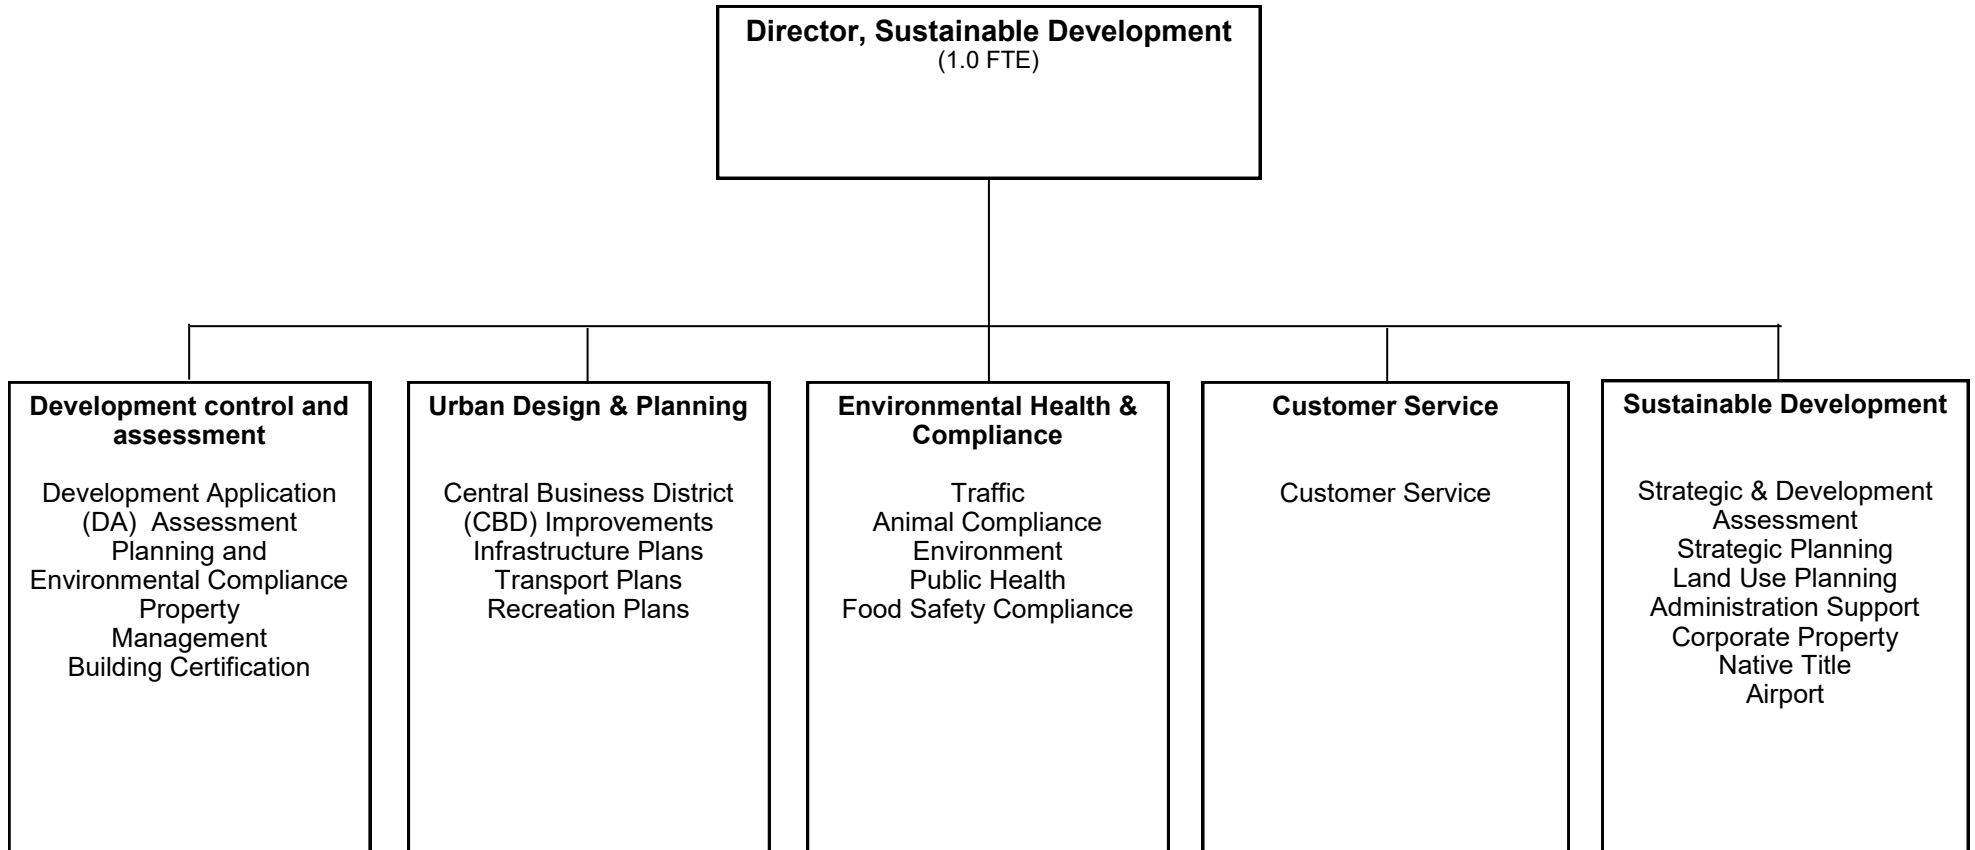 Director, Sustainable Development
(1.0 FTE)
Development control and
assessment
Development Application
(DA)  Assessment
Planning and
Environmental Compliance
Property
Management
Building Certification
Urban Design & Planning
Central Business District
(CBD) Improvements
Infrastructure Plans
Transport Plans
Recreation Plans
Environmental Health &
Compliance
Traffic
Animal Compliance
Environment
Public Health
Food Safety Compliance
Customer Service
Customer Service
Sustainable Development
Strategic & Development
Assessment
Strategic Planning
Land Use Planning
Administration Support
Corporate Property
Native Title
Airport